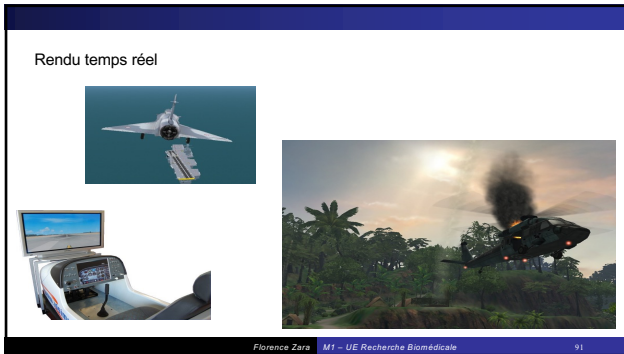 Rendu temps réel
Florence Zara M1 – UE Recherche Biomédicale 91